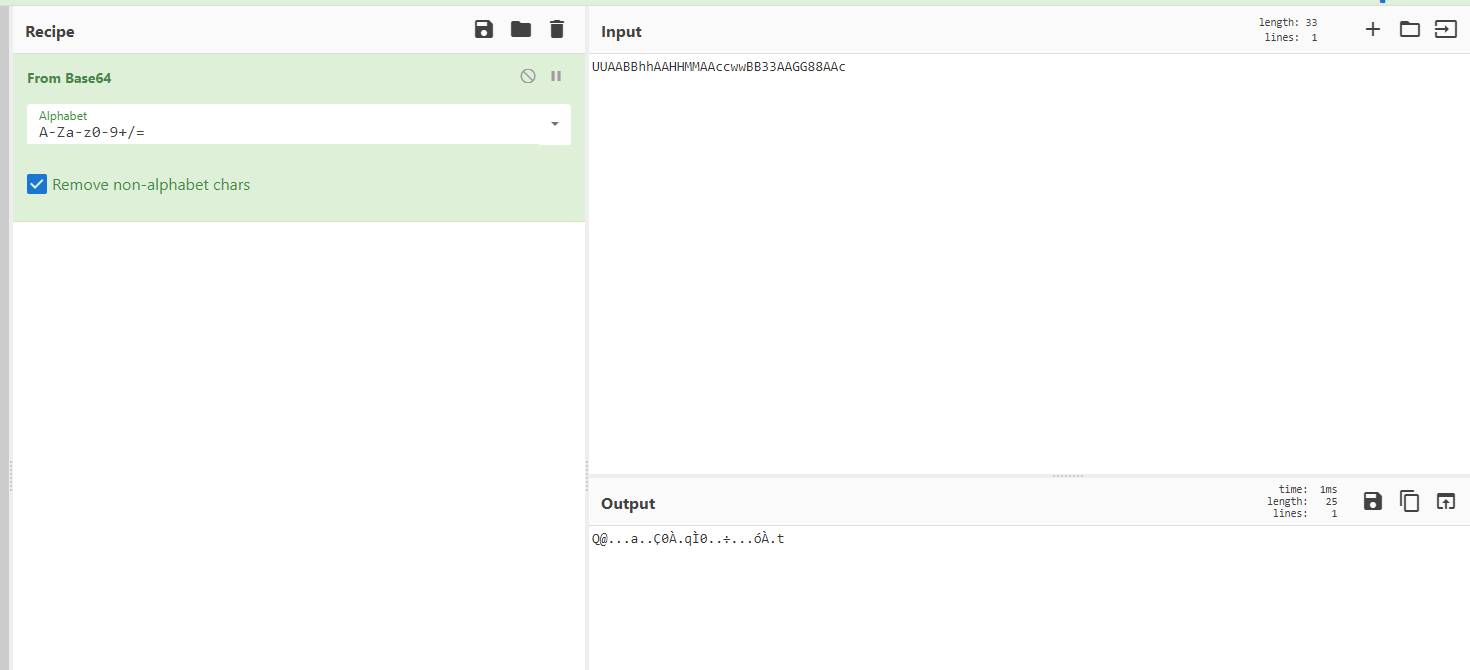 Recipe
From Base64
Alphabet
A-Za-z0-9+/=
Remove non-alphabet chars
Input
length: 33
lines: 1
UUAABBhhAAHHMMAAccwwBB33AAGG88AAc
Output
time: 1ms
length: 25
lines: 1
Q@...a..Ç0À.qÌ0..÷...óÀ.t